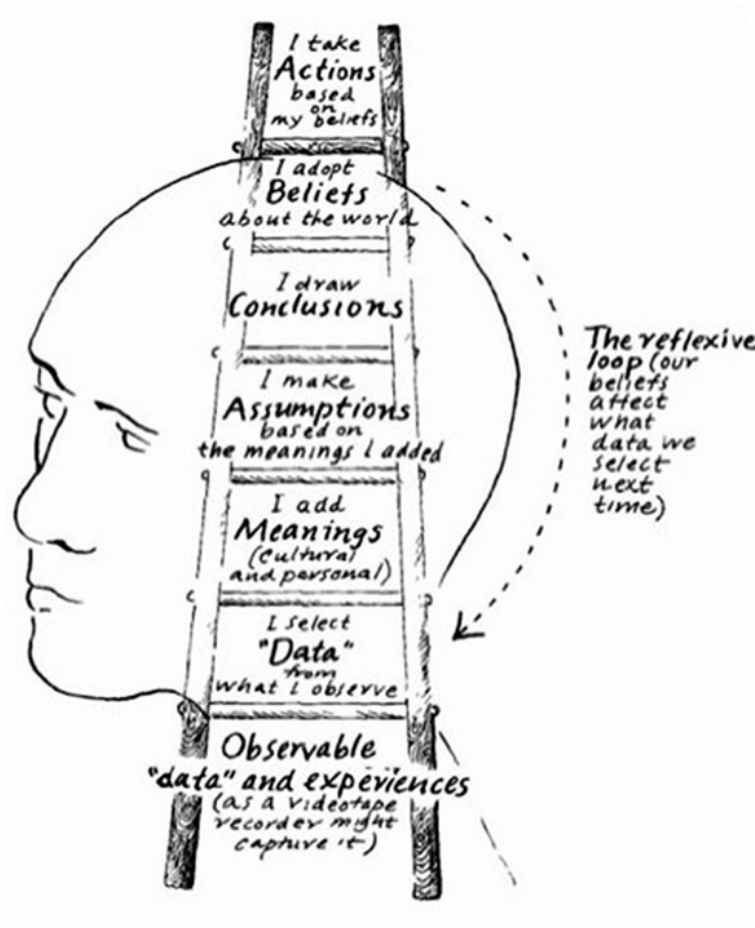 I take
Actions
based
on
my beliefs
I adopt
Beliefs
about the world
I draw
Conclusions
I make
Assumptions
based on
the meanings I added
I add
Meanings
(cultural
and personal)
I select
"Data"
from
what I observe
Observable
"data" and experiences
(as a videotape
recorder might
capture it)
The reflexive
loop (our
beliefs
affect
what
data we
select
next
time)